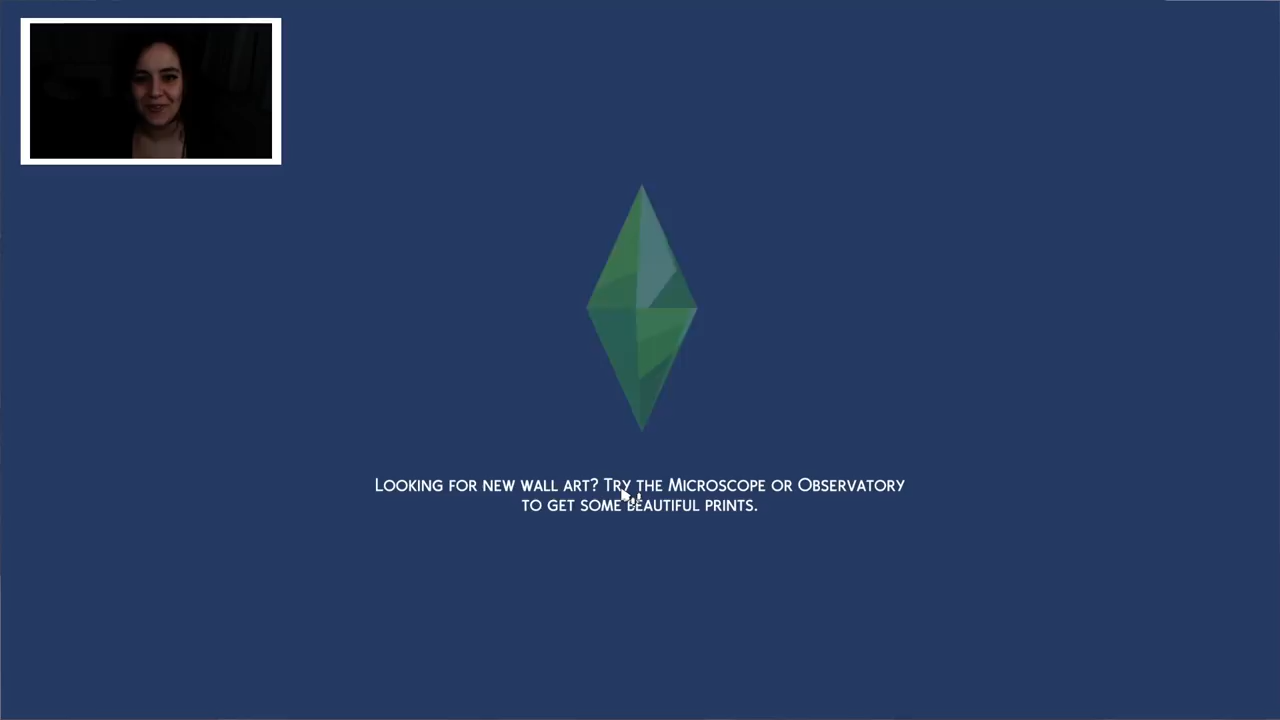 Looking for new wall art? Try the Microscope or Observatory
to get some beautiful prints.